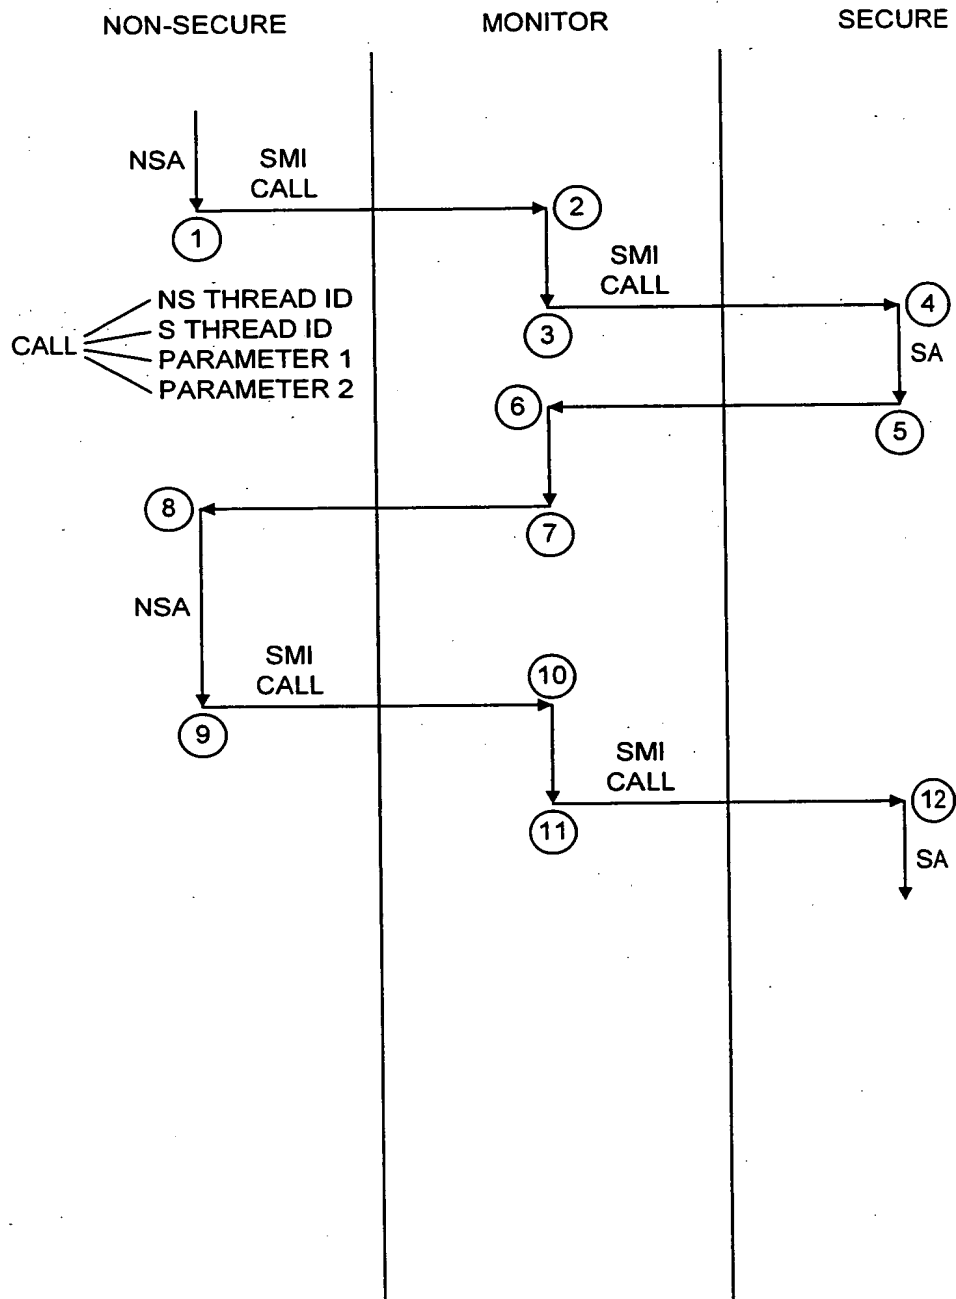 NON-SECURE
MONITOR
SECURE
NSA
SMI
CALL
1
2
SMI
CALL
3
4
SA
CALL
NS THREAD ID
S THREAD ID
PARAMETER 1
PARAMETER 2
6
5
8
7
NSA
SMI
CALL
10
9
SMI
CALL
11
12
SA